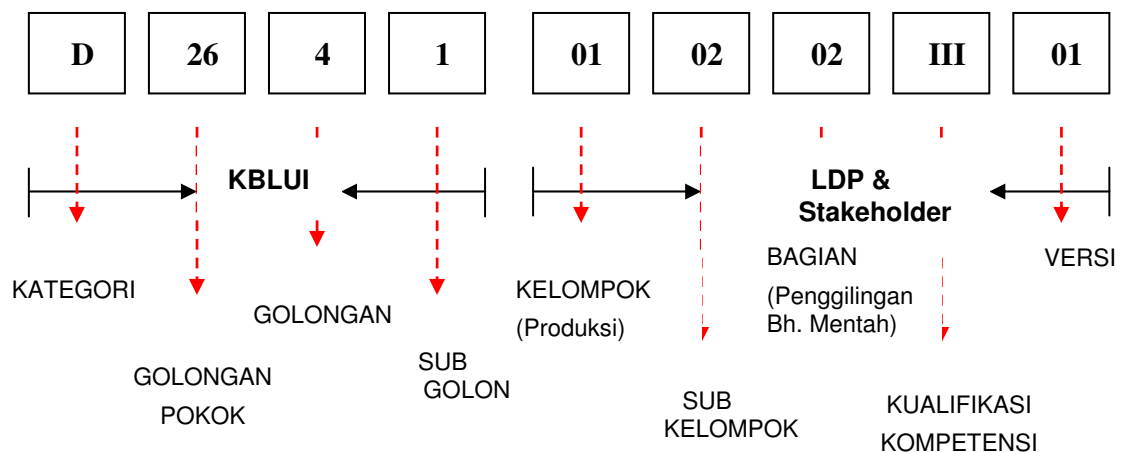 D 26 4 1 01 02 02 III 01
KBLUI
LDP &
Stakeholder
KATEGORI
GOLONGAN
POKOK
GOLONGAN
SUB
GOLON
KELOMPOK
(Produksi)
SUB
KELOMPOK
BAGIAN
(Penggilingan
Bh. Mentah)
KUALIFIKASI
KOMPETENSI
VERSI